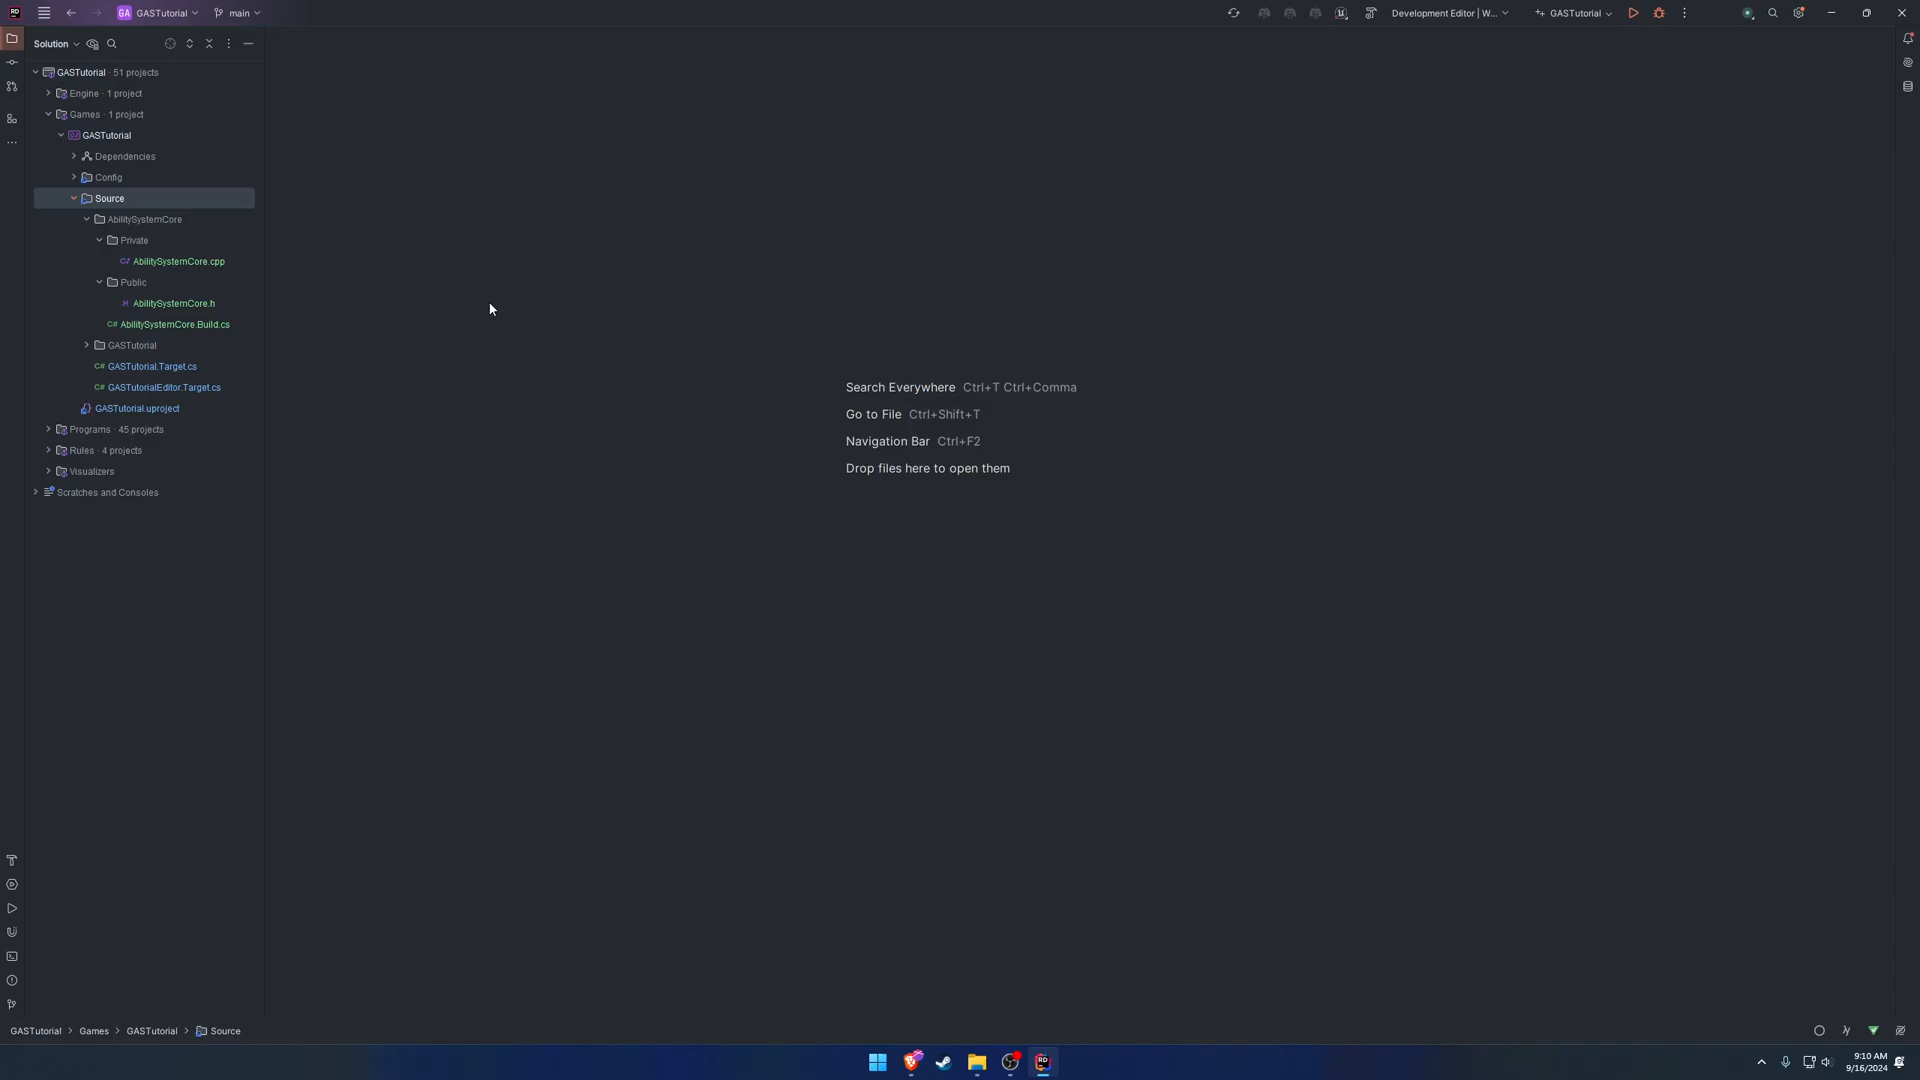 GA GASTutorial
main
Development Editor | W...
GASTutorial
Solution
GASTutorial · 51 projects
Engine · 1 project
Games · 1 project
GASTutorial
Dependencies
Config
Source
AbilitySystemCore
Private
AbilitySystemCore.cpp
Public
AbilitySystemCore.h
C# AbilitySystemCore.Build.cs
GASTutorial
C# GASTutorial.Target.cs
C# GASTutorialEditor.Target.cs
GASTutorial.uproject
Programs · 45 projects
Rules · 4 projects
Visualizers
Scratches and Consoles
Search Everywhere Ctrl+T Ctrl+Comma
Go to File Ctrl+Shift+T
Navigation Bar Ctrl+F2
Drop files here to open them
GASTutorial > Games > GASTutorial > Source
9:10 AM
9/16/2024